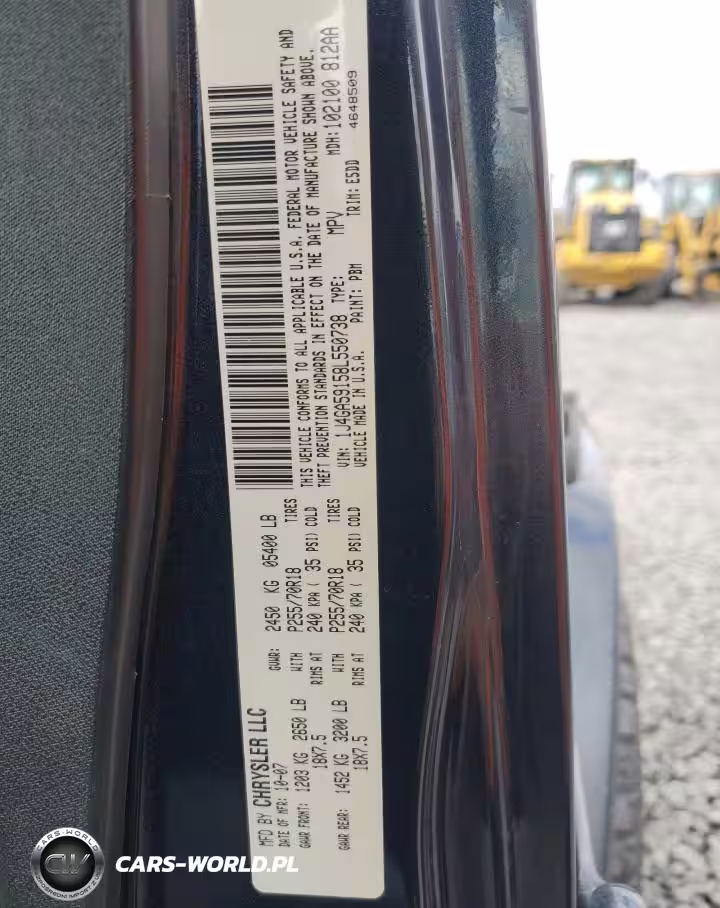 MFD BY CHRYSLER LLC
DATE OF MFR: 10-07 GVWR: 2450 KG 05400 LB
GAWR FRONT: 1203 KG 2650 LB WITH P255/70R18 TIRES
18X7.5 RIMS AT 240 KPA ( 35 PSI) COLD
GAWR REAR: 1452 KG 3200 LB WITH P255/70R18 TIRES
18X7.5 RIMS AT 240 KPA ( 35 PSI) COLD
THIS VEHICLE CONFORMS TO ALL APPLICABLE U.S.A. FEDERAL MOTOR VEHICLE SAFETY AND
THEFT PREVENTION STANDARDS IN EFFECT ON THE DATE OF MANUFACTURE SHOWN ABOVE.
VIN: 1J4GA59158L550738 TYPE: MPV MDH: 102100 812AA
VEHICLE MADE IN U.S.A. PAINT: PBM TRIM: E5DD 4648509
CARS-WORLD.PL
CARS-WORLD
CW